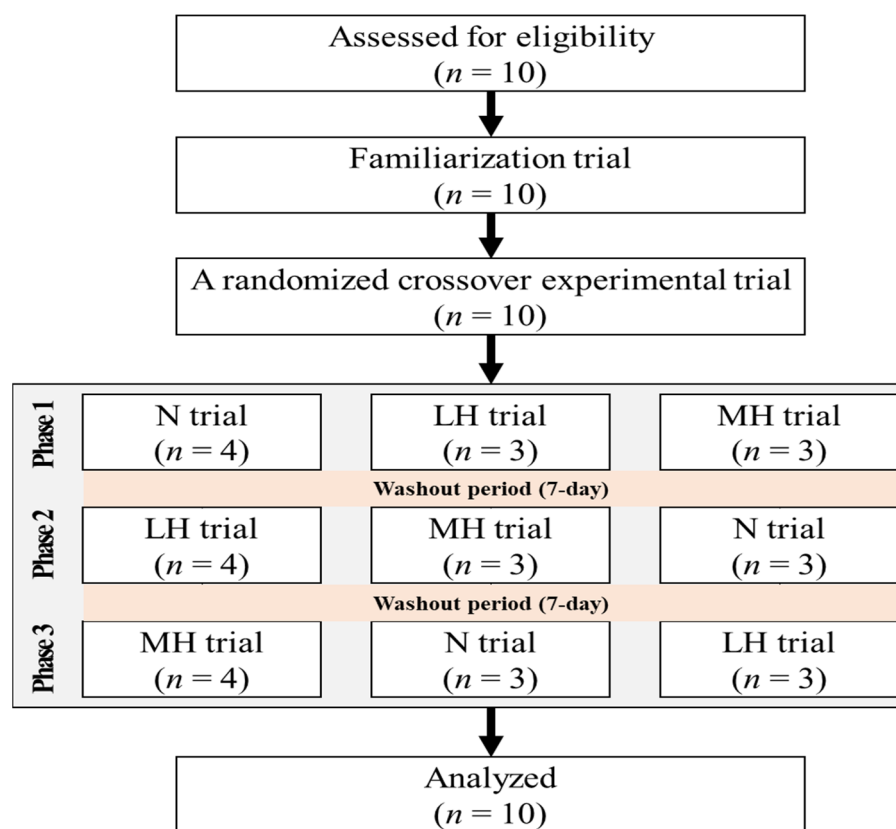 Assessed for eligibility
(n = 10)
Familiarization trial
(n = 10)
A randomized crossover experimental trial
(n = 10)
Phase 1
N trial
(n = 4)
LH trial
(n = 3)
MH trial
(n = 3)
Washout period (7-day)
Phase 2
LH trial
(n = 4)
MH trial
(n = 3)
N trial
(n = 3)
Washout period (7-day)
Phase 3
MH trial
(n = 4)
N trial
(n = 3)
LH trial
(n = 3)
Analyzed
(n = 10)